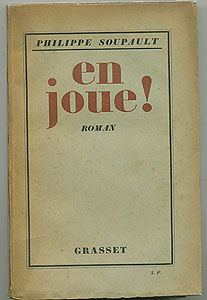 PHILIPPE SOUPAULT
en
joue!
ROMAN
GRASSET
S. P.